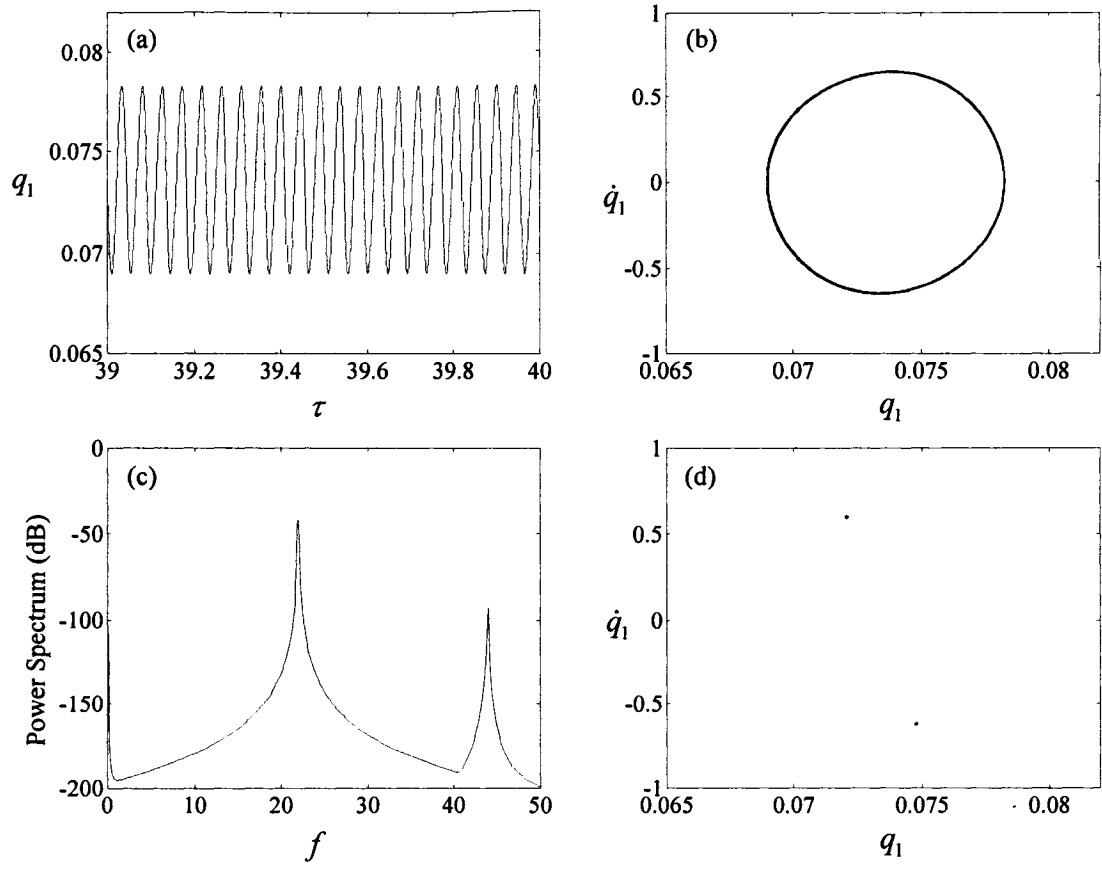 (a)
0.08
0.075
0.07
0.065
q₁
39 39.2 39.4 39.6 39.8 40
τ
(b)
1
0.5
0
-0.5
-1
q̇₁
0.065 0.07 0.075 0.08
q₁
(c)
0
-50
-100
-150
-200
Power Spectrum (dB)
0 10 20 30 40 50
f
(d)
1
0.5
0
-0.5
-1
q̇₁
0.065 0.07 0.075 0.08
q₁